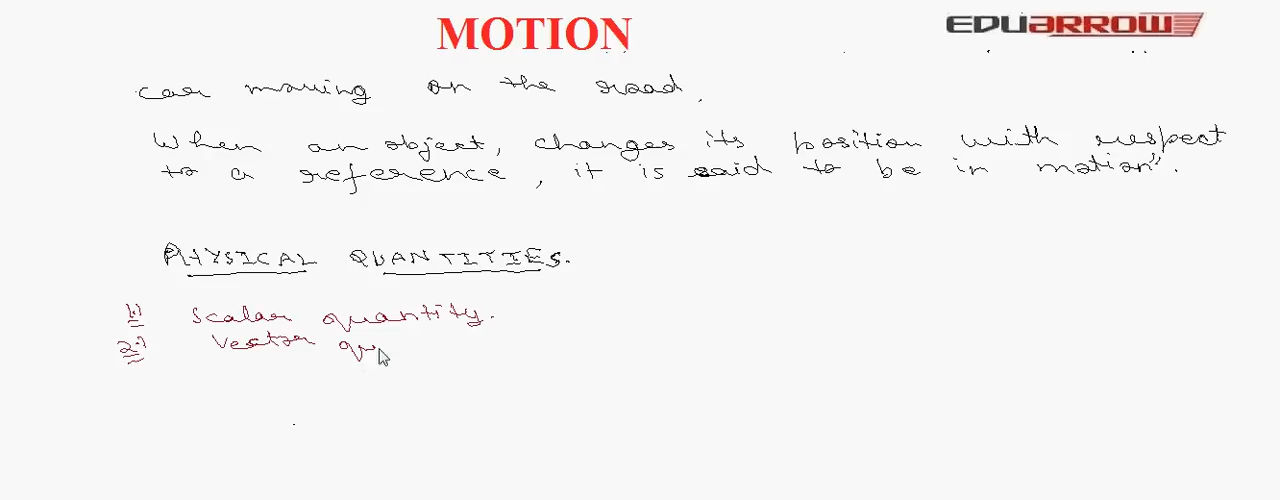 MOTION
EDUARROW
car moving on the road.
When an object, changes its position with respect
to a reference, it is said to be in motion".
PHYSICAL QUANTITIES.
1.) Scalar quantity.
2.) Vector qu